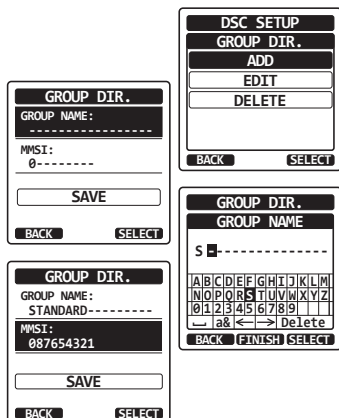 DSC SETUP
GROUP DIR.
ADD
EDIT
DELETE
BACK SELECT
GROUP DIR.
GROUP NAME:
-----------------
MMSI:
0--------
SAVE
BACK SELECT
GROUP DIR.
GROUP NAME
S ---------------
A B C D E F G H I J K L M
N O P Q R S T U V W X Y Z
0 1 2 3 4 5 6 7 8 9
⎵ a& ← → Delete
BACK FINISH SELECT
GROUP DIR.
GROUP NAME:
STANDARD---------
MMSI:
087654321
SAVE
BACK SELECT